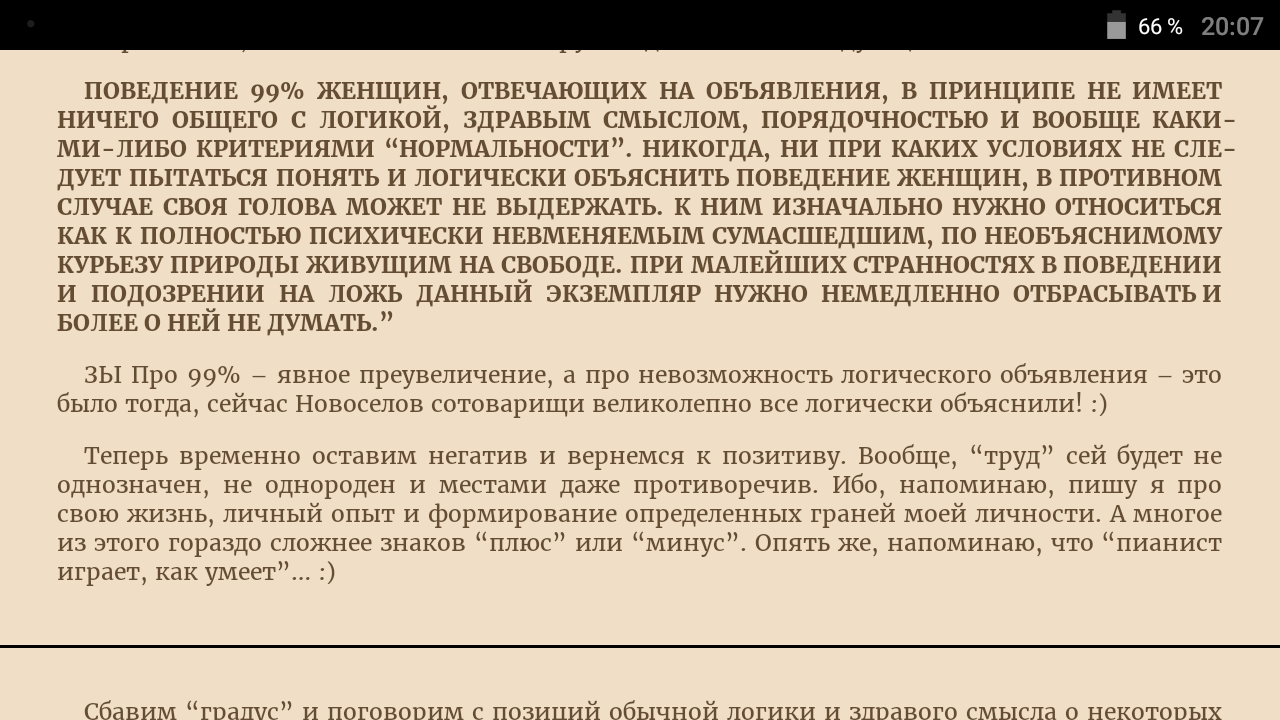 66 % 20:07
ПОВЕДЕНИЕ 99% ЖЕНЩИН, ОТВЕЧАЮЩИХ НА ОБЪЯВЛЕНИЯ, В ПРИНЦИПЕ НЕ ИМЕЕТ
НИЧЕГО ОБЩЕГО С ЛОГИКОЙ, ЗДРАВЫМ СМЫСЛОМ, ПОРЯДОЧНОСТЬЮ И ВООБЩЕ КАКИ-
МИ-ЛИБО КРИТЕРИЯМИ “НОРМАЛЬНОСТИ”. НИКОГДА, НИ ПРИ КАКИХ УСЛОВИЯХ НЕ СЛЕ-
ДУЕТ ПЫТАТЬСЯ ПОНЯТЬ И ЛОГИЧЕСКИ ОБЪЯСНИТЬ ПОВЕДЕНИЕ ЖЕНЩИН, В ПРОТИВНОМ
СЛУЧАЕ СВОЯ ГОЛОВА МОЖЕТ НЕ ВЫДЕРЖАТЬ. К НИМ ИЗНАЧАЛЬНО НУЖНО ОТНОСИТЬСЯ
КАК К ПОЛНОСТЬЮ ПСИХИЧЕСКИ НЕВМЕНЯЕМЫМ СУМАСШЕДШИМ, ПО НЕОБЪЯСНИМОМУ
КУРЬЕЗУ ПРИРОДЫ ЖИВУЩИМ НА СВОБОДЕ. ПРИ МАЛЕЙШИХ СТРАННОСТЯХ В ПОВЕДЕНИИ
И ПОДОЗРЕНИИ НА ЛОЖЬ ДАННЫЙ ЭКЗЕМПЛЯР НУЖНО НЕМЕДЛЕННО ОТБРАСЫВАТЬ И
БОЛЕЕ О НЕЙ НЕ ДУМАТЬ.”
ЗЫ Про 99% – явное преувеличение, а про невозможность логического объявления – это
было тогда, сейчас Новоселов сотоварищи великолепно все логически объяснили! :)
Теперь временно оставим негатив и вернемся к позитиву. Вообще, “труд” сей будет не
однозначен, не однороден и местами даже противоречив. Ибо, напоминаю, пишу я про
свою жизнь, личный опыт и формирование определенных граней моей личности. А многое
из этого гораздо сложнее знаков “плюс” или “минус”. Опять же, напоминаю, что “пианист
играет, как умеет”... :)
Сбавим “градус” и поговорим с позиций обычной логики и здравого смысла о некоторых